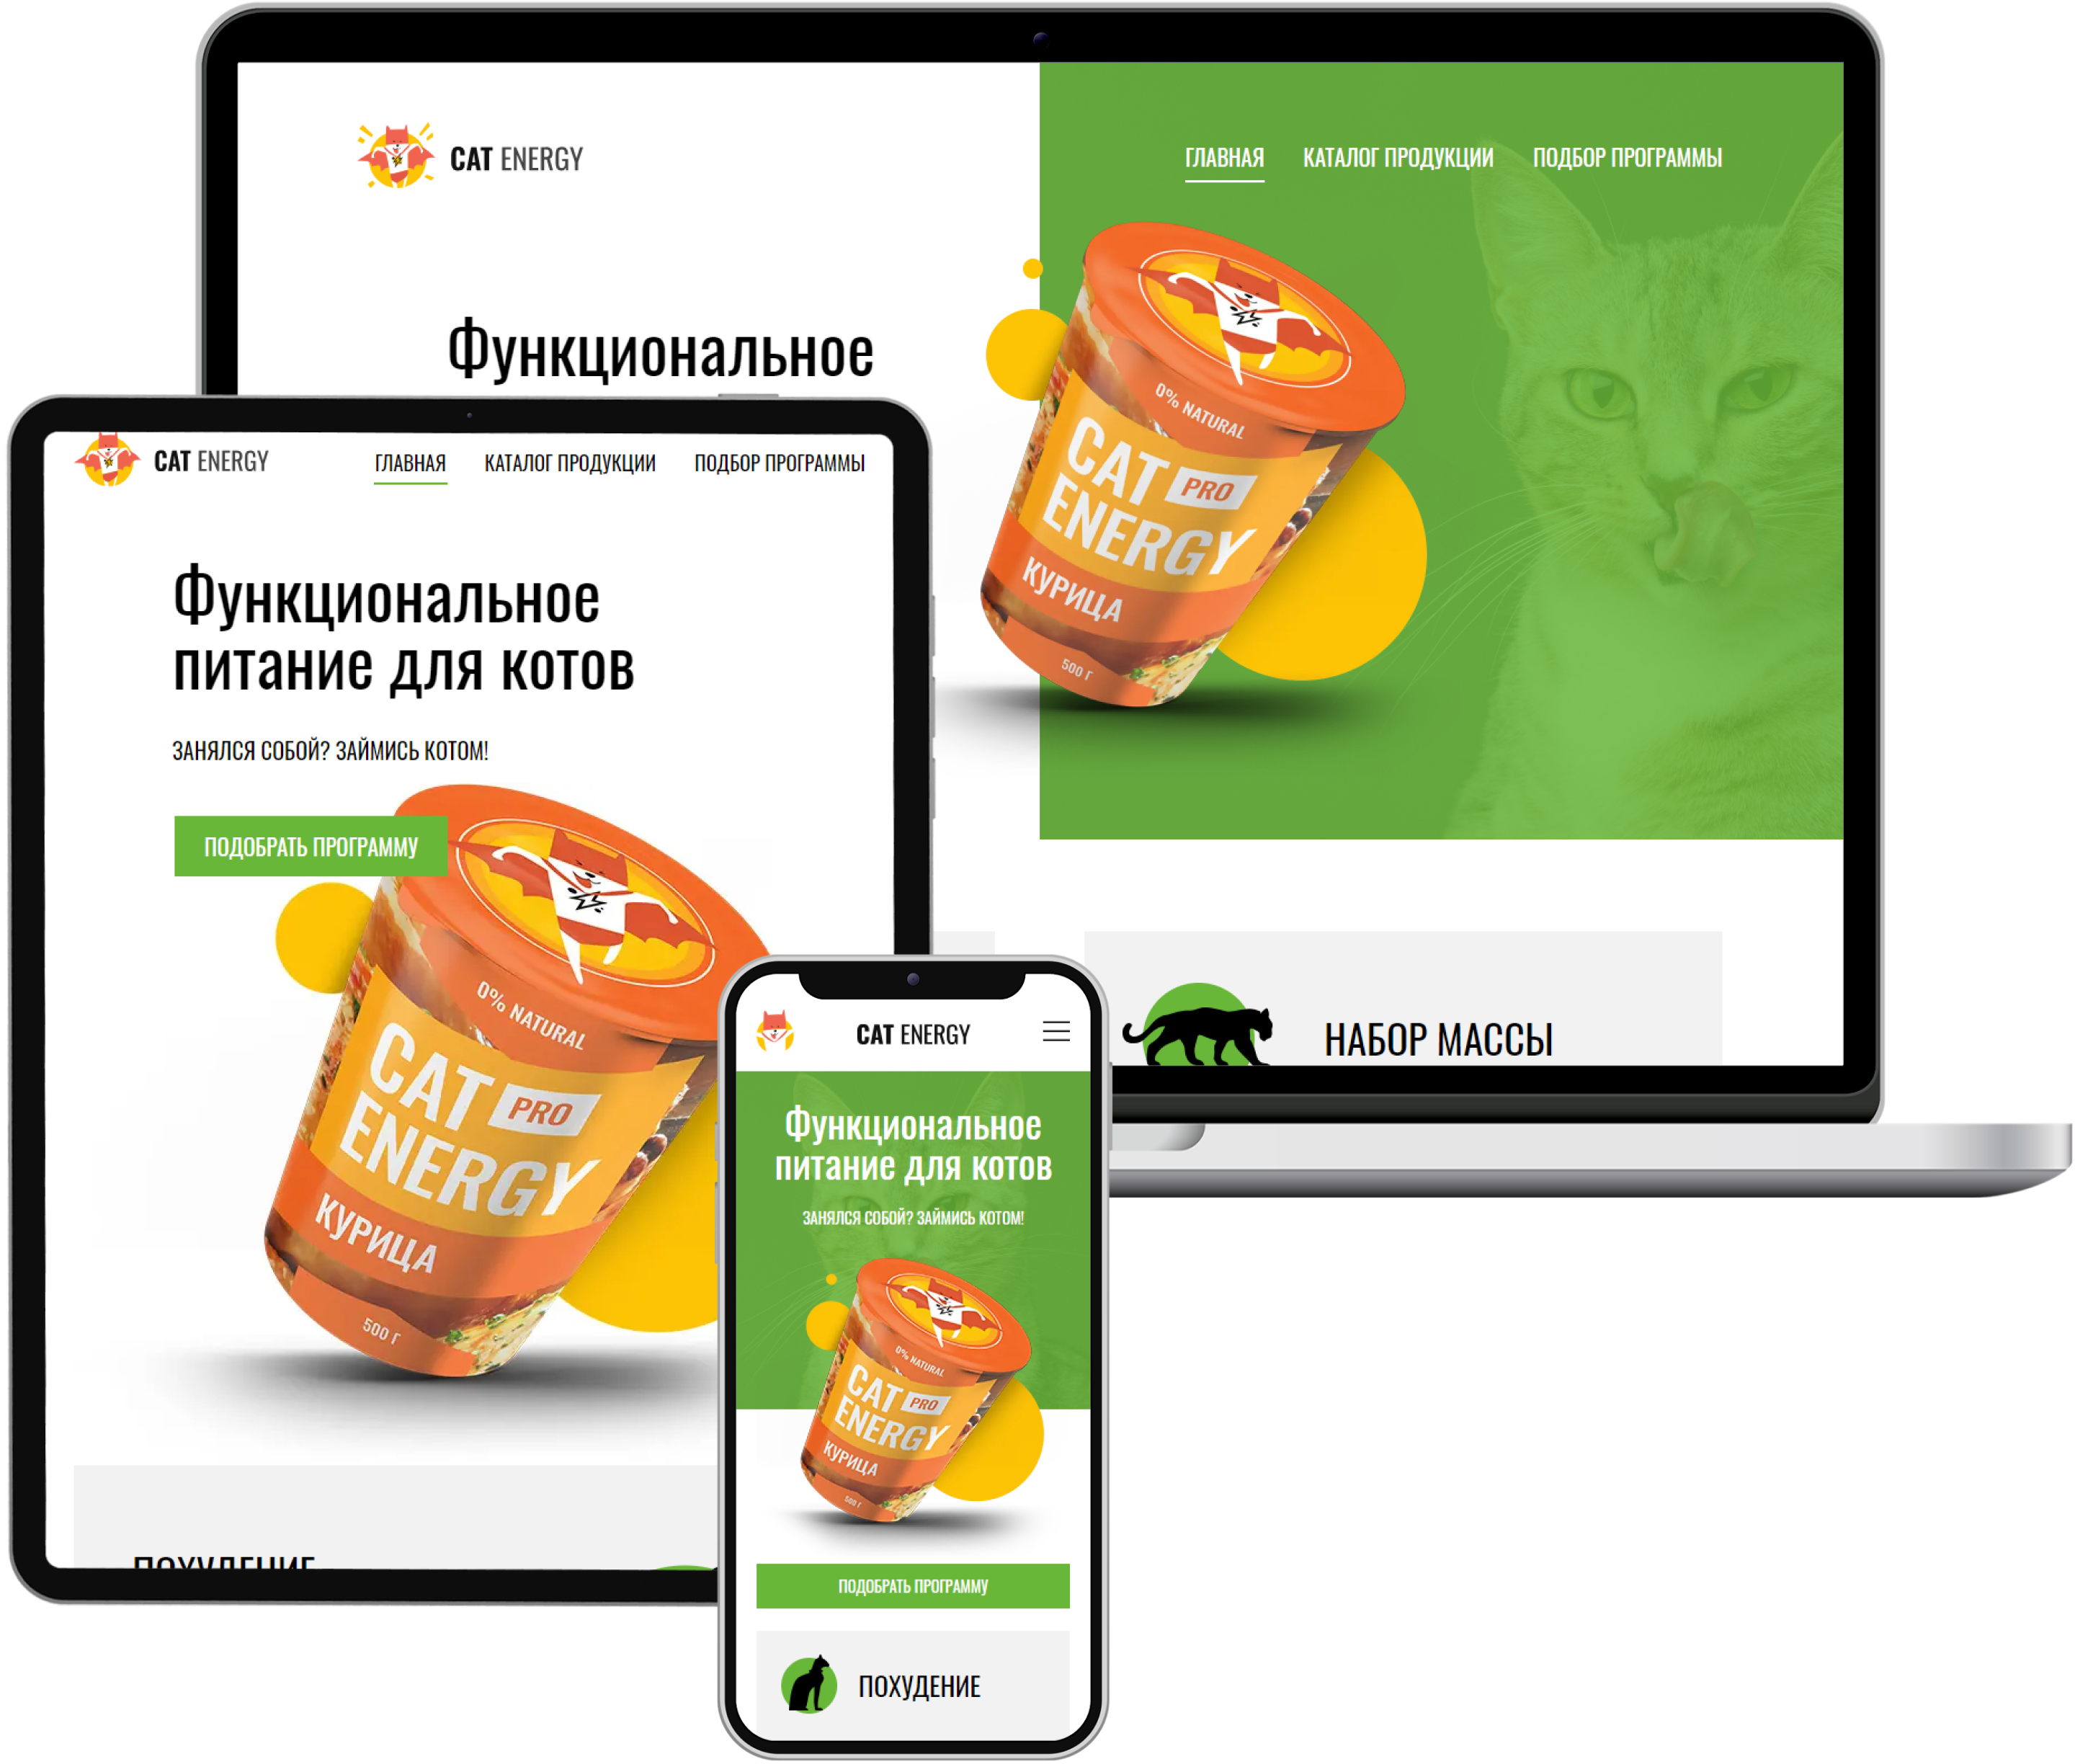 CAT ENERGY
ГЛАВНАЯ КАТАЛОГ ПРОДУКЦИИ ПОДБОР ПРОГРАММЫ
Функциональное
0% NATURAL
CAT PRO
ENERGY
КУРИЦА
500 Г
НАБОР МАССЫ
CAT ENERGY
ГЛАВНАЯ КАТАЛОГ ПРОДУКЦИИ ПОДБОР ПРОГРАММЫ
Функциональное
питание для котов
ЗАНЯЛСЯ СОБОЙ? ЗАЙМИСЬ КОТОМ!
ПОДОБРАТЬ ПРОГРАММУ
0% NATURAL
CAT PRO
ENERGY
КУРИЦА
500 Г
ПОХУДЕНИЕ
CAT ENERGY
Функциональное
питание для котов
ЗАНЯЛСЯ СОБОЙ? ЗАЙМИСЬ КОТОМ!
0% NATURAL
CAT PRO
ENERGY
КУРИЦА
500 Г
ПОДОБРАТЬ ПРОГРАММУ
ПОХУДЕНИЕ